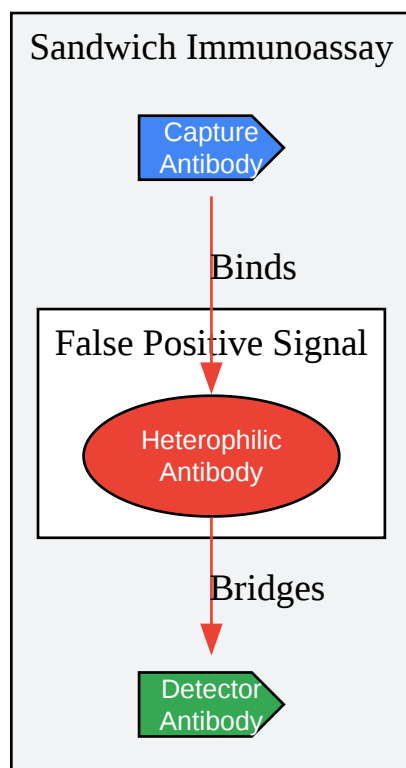 Sandwich Immunoassay
Capture
Antibody
Binds
False Positive Signal
Heterophilic
Antibody
Bridges
Detector
Antibody